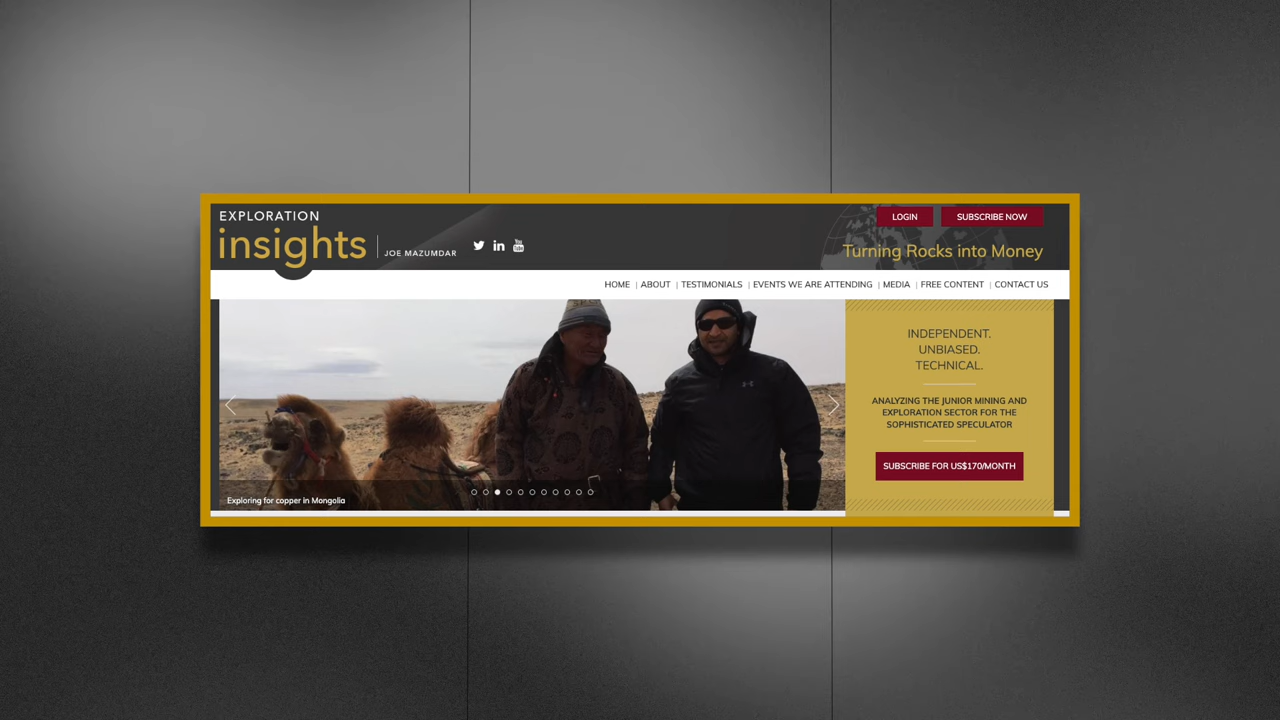 EXPLORATION
insights
JOE MAZUMDAR
LOGIN
SUBSCRIBE NOW
Turning Rocks into Money
HOME | ABOUT | TESTIMONIALS | EVENTS WE ARE ATTENDING | MEDIA | FREE CONTENT | CONTACT US
INDEPENDENT.
UNBIASED.
TECHNICAL.
ANALYZING THE JUNIOR MINING AND
EXPLORATION SECTOR FOR THE
SOPHISTICATED SPECULATOR
SUBSCRIBE FOR US$170/MONTH
Exploring for copper in Mongolia